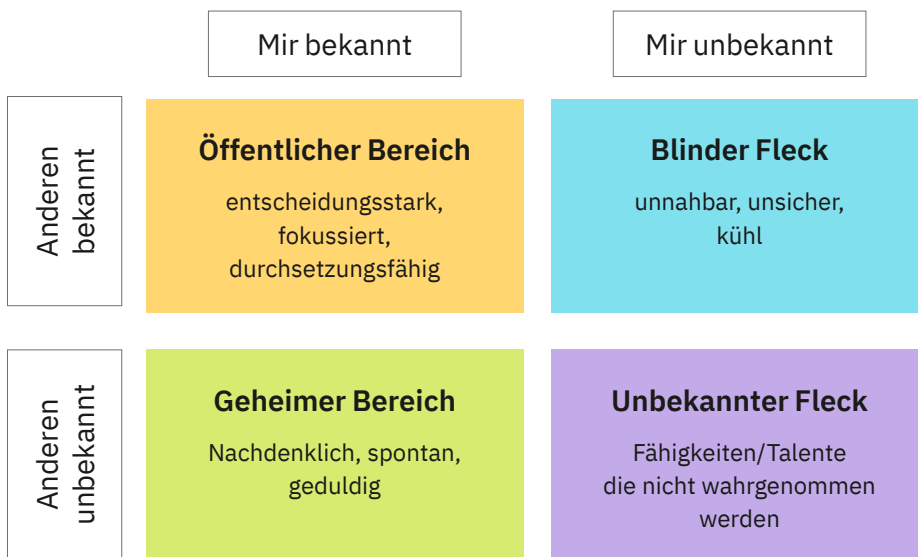 Mir bekannt
Mir unbekannt
Anderen
bekannt
Öffentlicher Bereich
entscheidungsstark,
fokussiert,
durchsetzungsfähig
Blinder Fleck
unnahbar, unsicher,
kühl
Anderen
unbekannt
Geheimer Bereich
Nachdenklich, spontan,
geduldig
Unbekannter Fleck
Fähigkeiten/Talente
die nicht wahrgenommen
werden